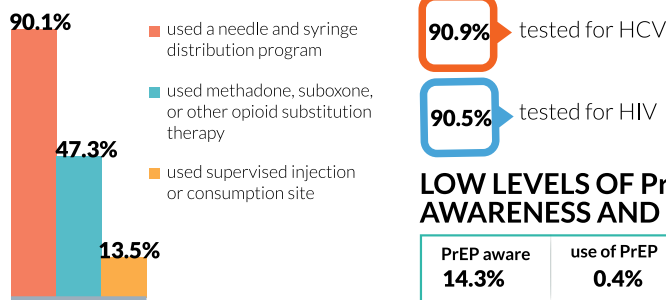 90.1%
47.3%
13.5%
used a needle and syringe
distribution program
used methadone, suboxone,
or other opioid substitution
therapy
used supervised injection
or consumption site
90.9% tested for HCV
90.5% tested for HIV
LOW LEVELS OF Pr
AWARENESS AND
PrEP aware
14.3%
use of PrEP
0.4%